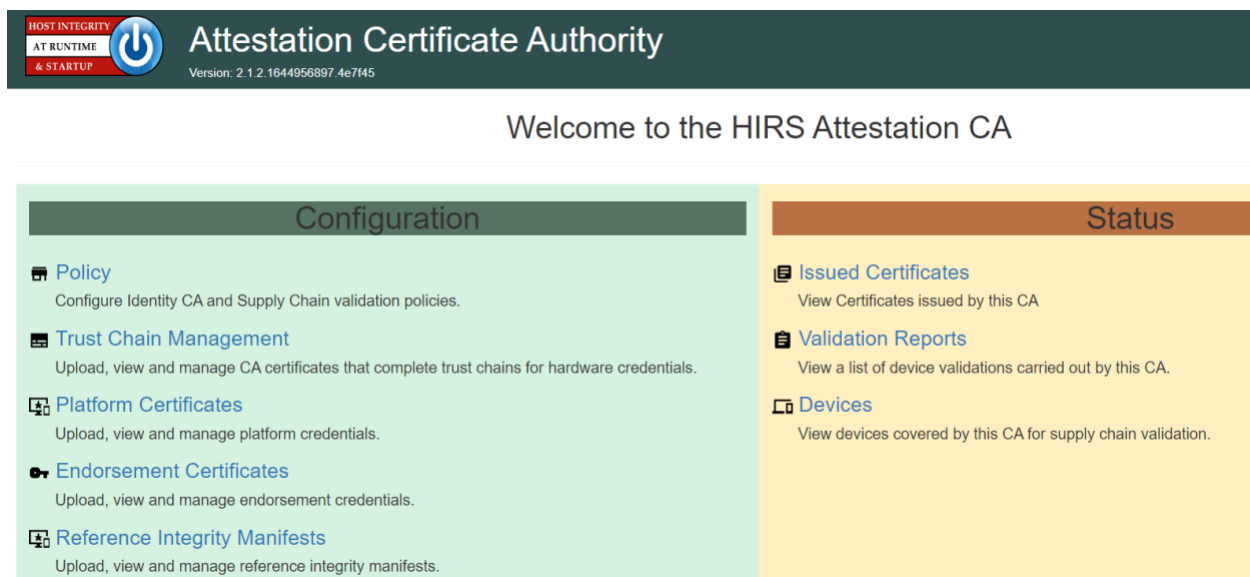 HOST INTEGRITY
AT RUNTIME
& STARTUP
Attestation Certificate Authority
Version: 2.1.2.1644956897.4e7f45
Welcome to the HIRS Attestation CA
Configuration
Policy
Configure Identity CA and Supply Chain validation policies.
Trust Chain Management
Upload, view and manage CA certificates that complete trust chains for hardware credentials.
Platform Certificates
Upload, view and manage platform credentials.
Endorsement Certificates
Upload, view and manage endorsement credentials.
Reference Integrity Manifests
Upload, view and manage reference integrity manifests.
Status
Issued Certificates
View Certificates issued by this CA
Validation Reports
View a list of device validations carried out by this CA.
Devices
View devices covered by this CA for supply chain validation.